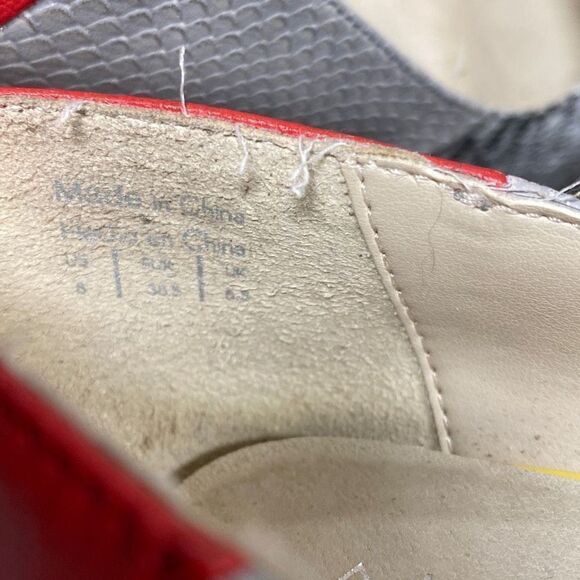 Made in China
Hecho en China
US | EUR | UK
8 | 38.5 | 6.5